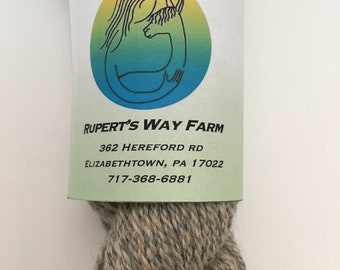 Rupert's Way Farm
362 Hereford Rd
Elizabethtown, PA 17022
717-368-6881